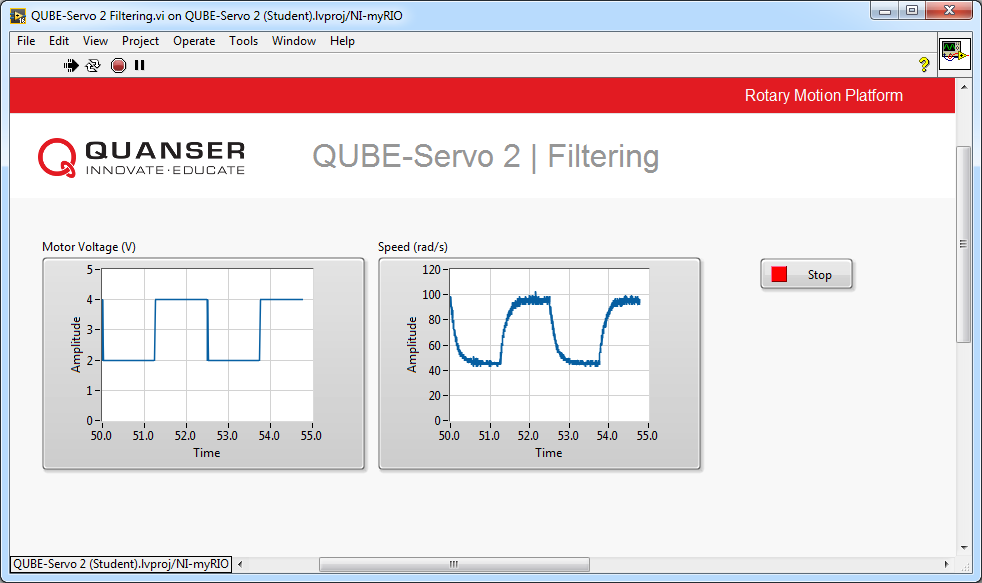 QUBE-Servo 2 Filtering.vi on QUBE-Servo 2 (Student).lvproj/NI-myRIO
File Edit View Project Operate Tools Window Help
?
Rotary Motion Platform
QUANSER
INNOVATE·EDUCATE
QUBE-Servo 2 | Filtering
Motor Voltage (V)
5
4
3
2
1
0
Amplitude
50.0 51.0 52.0 53.0 54.0 55.0
Time
Speed (rad/s)
120
100
80
60
40
20
0
Amplitude
50.0 51.0 52.0 53.0 54.0 55.0
Time
Stop
QUBE-Servo 2 (Student).lvproj/NI-myRIO